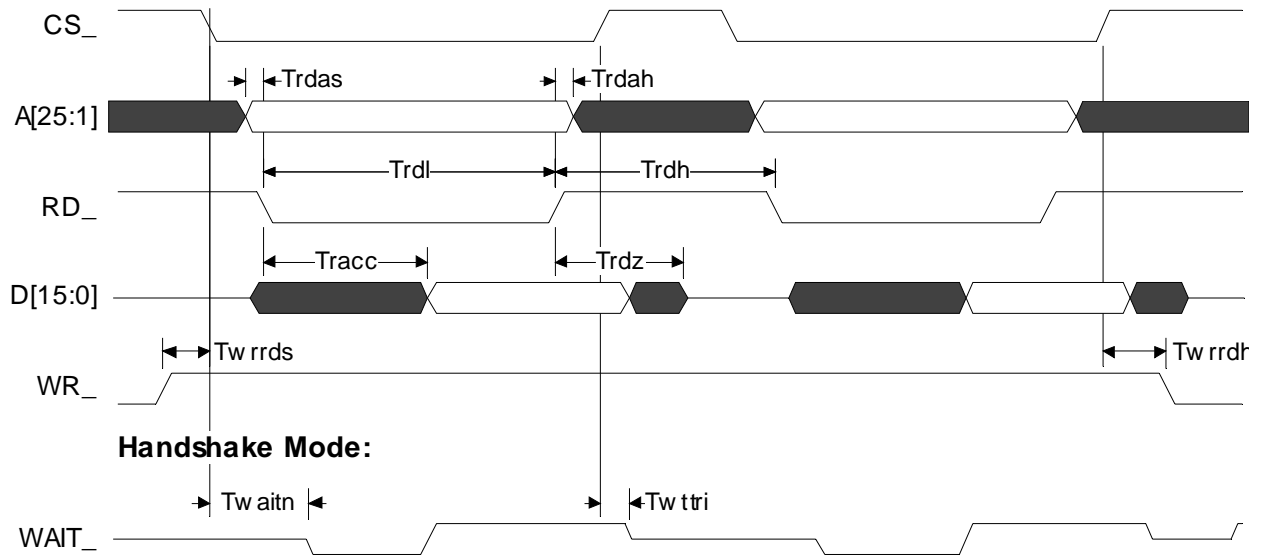 CS_
Trdas
Trdah
A[25:1]
Trdl
Trdh
RD_
Tracc
Trdz
D[15:0]
Tw rrds
Tw rrdh
WR_
Handshake Mode:
Tw aitn
Tw ttri
WAIT_